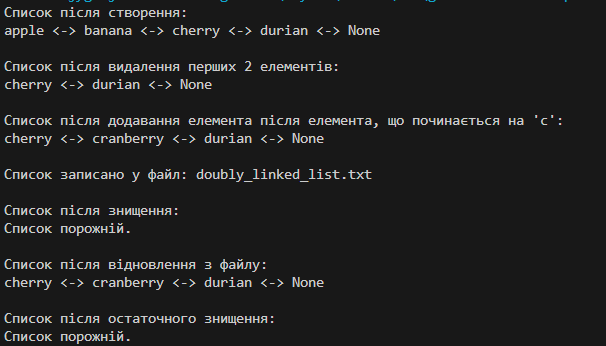 Список після створення:
apple <-> banana <-> cherry <-> durian <-> None
Список після видалення перших 2 елементів:
cherry <-> durian <-> None
Список після додавання елемента після елемента, що починається на 'c':
cherry <-> cranberry <-> durian <-> None
Список записано у файл: doubly_linked_list.txt
Список після знищення:
Список порожній.
Список після відновлення з файлу:
cherry <-> cranberry <-> durian <-> None
Список після остаточного знищення:
Список порожній.